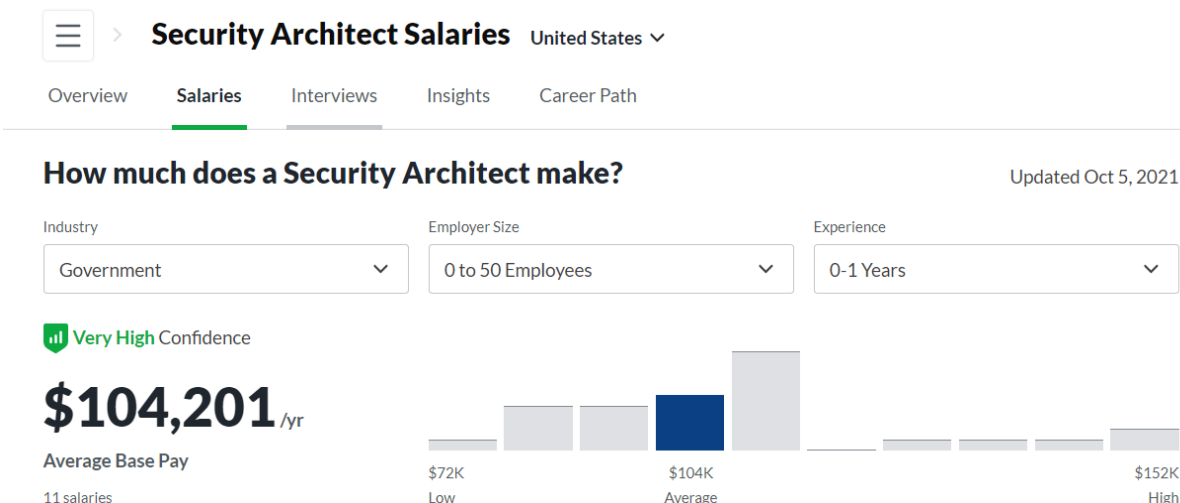 Security Architect Salaries United States
Overview Salaries Interviews Insights Career Path
How much does a Security Architect make?
Updated Oct 5, 2021
Industry Employer Size Experience
Government 0 to 50 Employees 0-1 Years
Very High Confidence
$104,201 /yr
Average Base Pay
11 salaries
$72K $104K $152K
Low Average High